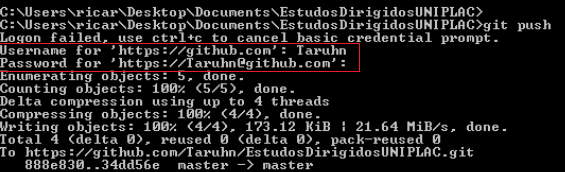 C:\Users\ricar\Desktop\Documents\EstudosDirigidosUNIPLAC>
C:\Users\ricar\Desktop\Documents\EstudosDirigidosUNIPLAC>git push
Logon failed, use ctrl+c to cancel basic credential prompt.
Username for 'https://github.com': Taruhn
Password for 'https://Taruhn@github.com':
Enumerating objects: 5, done.
Counting objects: 100% (5/5), done.
Delta compression using up to 4 threads
Compressing objects: 100% (4/4), done.
Writing objects: 100% (4/4), 173.12 KiB | 21.64 MiB/s, done.
Total 4 (delta 0), reused 0 (delta 0), pack-reused 0
To https://github.com/Taruhn/EstudosDirigidosUNIPLAC.git
888e830..34dd56e master -> master